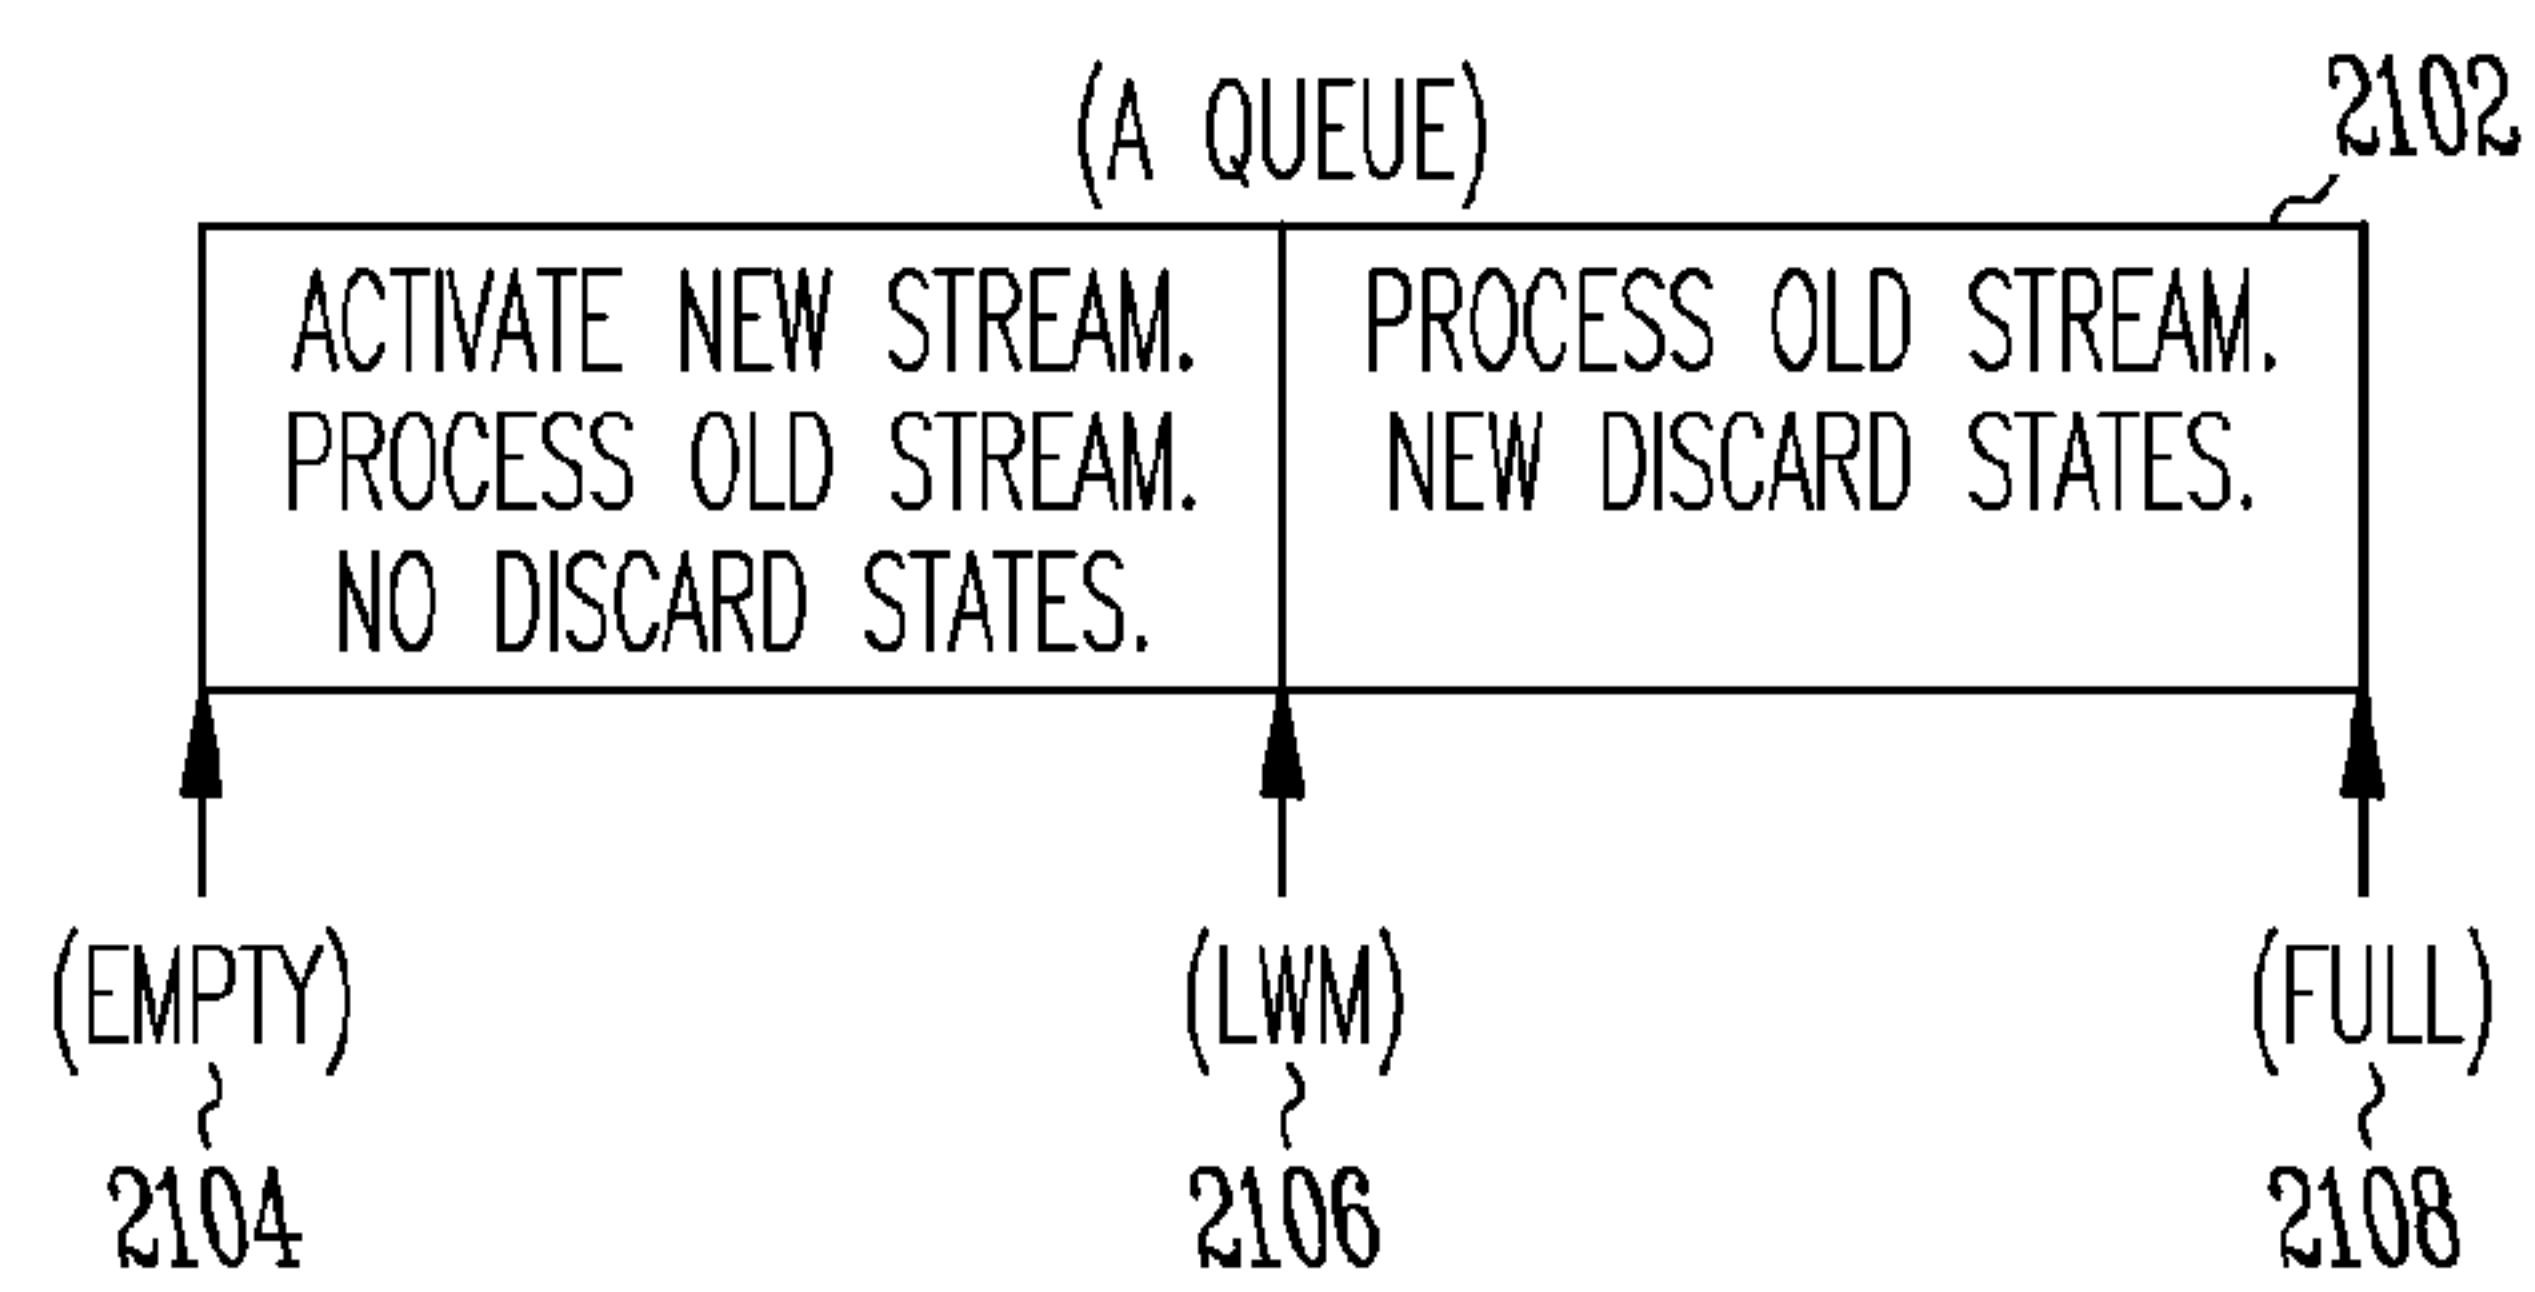 (A QUEUE)
2102
ACTIVATE NEW STREAM.
PROCESS OLD STREAM.
NO DISCARD STATES.
PROCESS OLD STREAM.
NEW DISCARD STATES.
(EMPTY)
(LWM)
(FULL)
2104
2106
2108